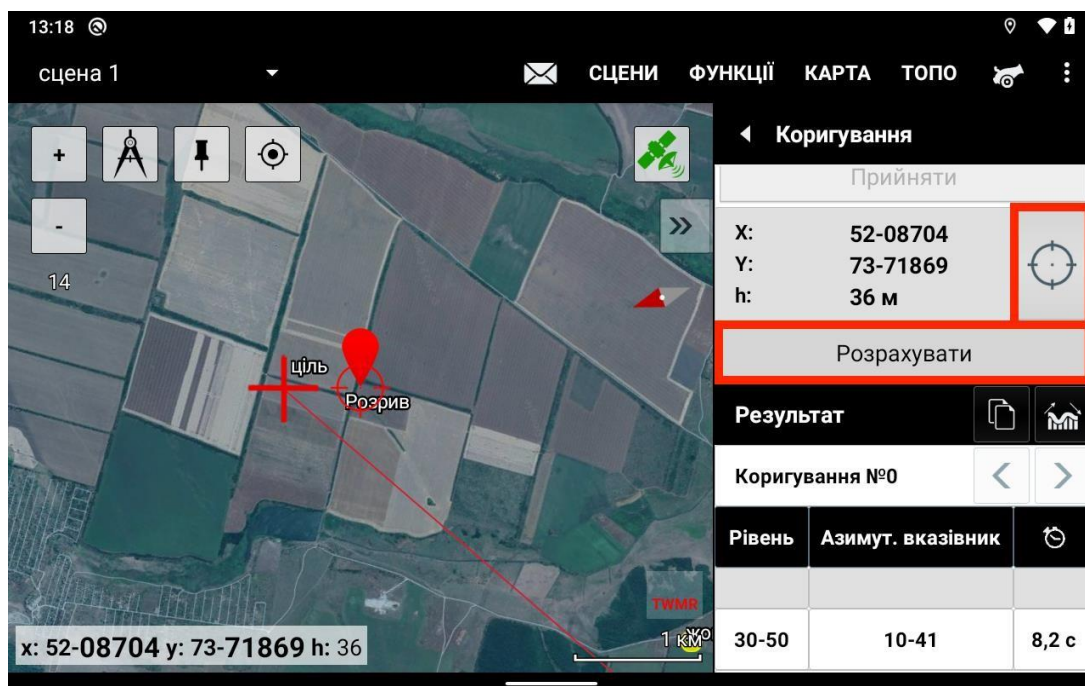 13:18
сцена 1
СЦЕНИ ФУНКЦІЇ КАРТА ТОПО
+
-
14
ціль
Розрив
TWMR
1 км
x: 52-08704 y: 73-71869 h: 36
Коригування
Прийняти
X: 52-08704
Y: 73-71869
h: 36 м
Розрахувати
Результат
Коригування №0
Рівень Азимут. вказівник
30-50 10-41 8,2 с